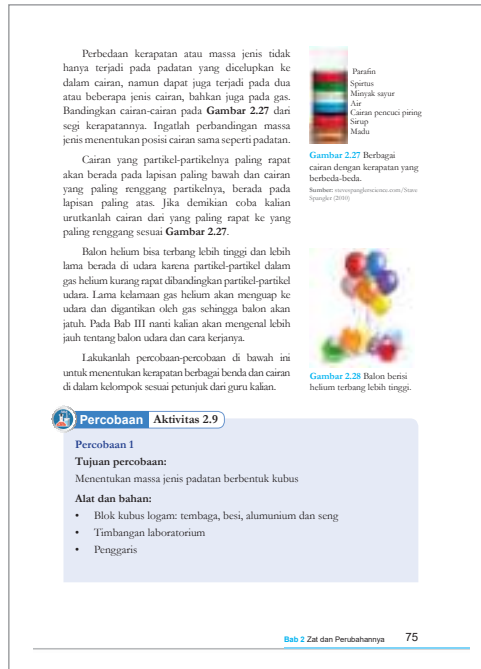 Perbedaan kerapatan atau massa jenis tidak
hanya terjadi pada padatan yang dicelupkan ke
dalam cairan, namun dapat juga terjadi pada dua
atau beberapa jenis cairan, bahkan juga pada gas.
Bandingkan cairan-cairan pada Gambar 2.27 dari
segi kerapatannya. Ingatlah perbandingan massa
jenis menentukan posisi cairan sama seperti padatan.
Cairan yang partikel-partikelnya paling rapat
akan berada pada lapisan paling bawah dan cairan
yang paling renggang partikelnya, berada pada
lapisan paling atas. Jika demikian coba kalian
urutkanlah cairan dari yang paling rapat ke yang
paling renggang sesuai Gambar 2.27.
Balon helium bisa terbang lebih tinggi dan lebih
lama berada di udara karena partikel-partikel dalam
gas helium kurang rapat dibandingkan partikel-partikel
udara. Lama kelamaan gas helium akan menguap ke
udara dan digantikan oleh gas sehingga balon akan
jatuh. Pada Bab III nanti kalian akan mengenal lebih
jauh tentang balon udara dan cara kerjanya.
Lakukanlah percobaan-percobaan di bawah ini
untuk menentukan kerapatan berbagai benda dan cairan
di dalam kelompok sesuai petunjuk dari guru kalian.
Parafin
Spirtus
Minyak sayur
Air
Cairan pencuci piring
Sirup
Madu
Gambar 2.27 Berbagai
cairan dengan kerapatan yang
berbeda-beda.
Sumber: stevespanglerscience.com/Steve
Spangler (2010)
Gambar 2.28 Balon berisi
helium terbang lebih tinggi.
Percobaan Aktivitas 2.9
Percobaan 1
Tujuan percobaan:
Menentukan massa jenis padatan berbentuk kubus
Alat dan bahan:
• Blok kubus logam: tembaga, besi, alumunium dan seng
• Timbangan laboratorium
• Penggaris
Bab 2 Zat dan Perubahannya 75